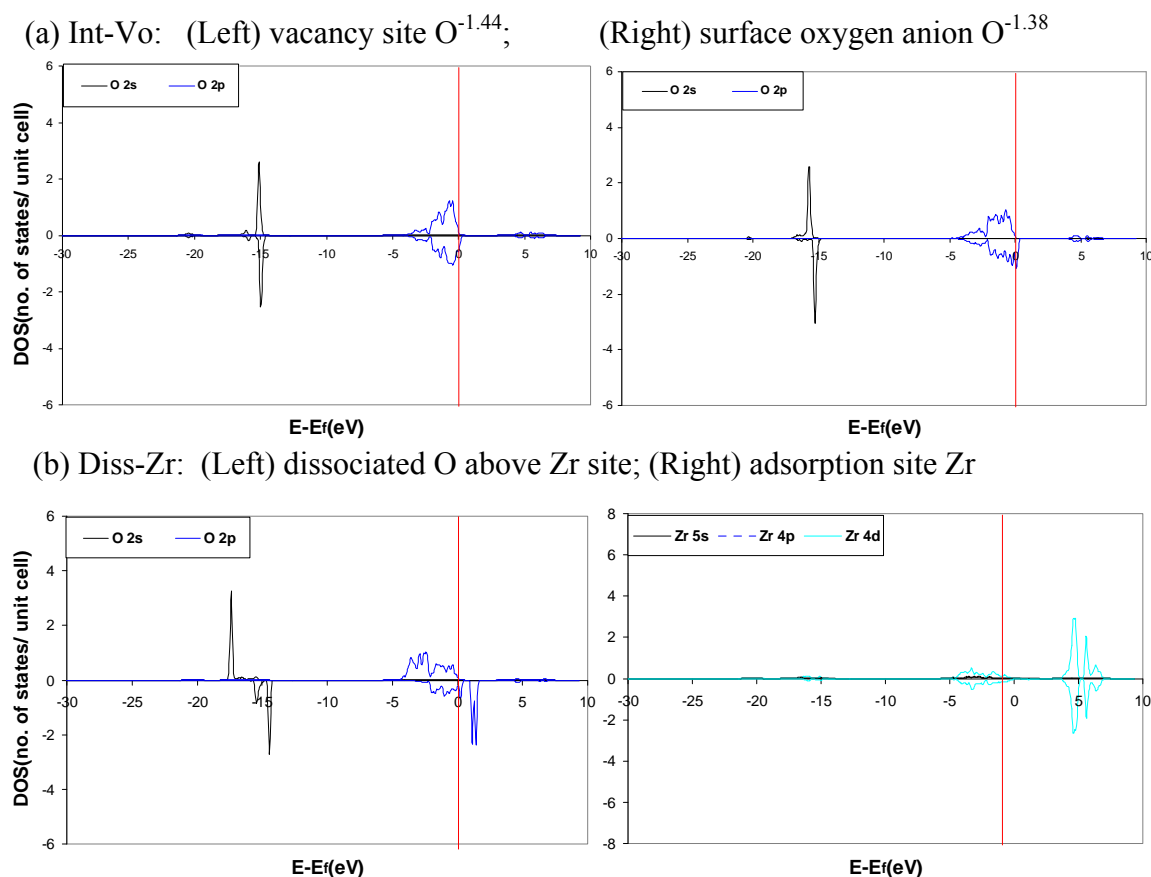 (a) Int-Vo: (Left) vacancy site O-1.44; (Right) surface oxygen anion O-1.38
6
4
2
0
-2
-4
-6
-30 -25 -20 -15 -10 -5 0 5 10
O 2s O 2p
DOS(no. of states/ unit cell)
E-Ef(eV)
6
4
2
0
-2
-4
-6
-30 -25 -20 -15 -10 -5 0 5 10
O 2s O 2p
E-Ef(eV)
(b) Diss-Zr: (Left) dissociated O above Zr site; (Right) adsorption site Zr
6
4
2
0
-2
-4
-6
-30 -25 -20 -15 -10 -5 0 5 10
O 2s O 2p
DOS(no. of states/ unit cell)
E-Ef(eV)
8
6
4
2
0
-2
-4
-6
-8
-30 -25 -20 -15 -10 -5 0 5 10
Zr 5s Zr 4p Zr 4d
E-Ef(eV)